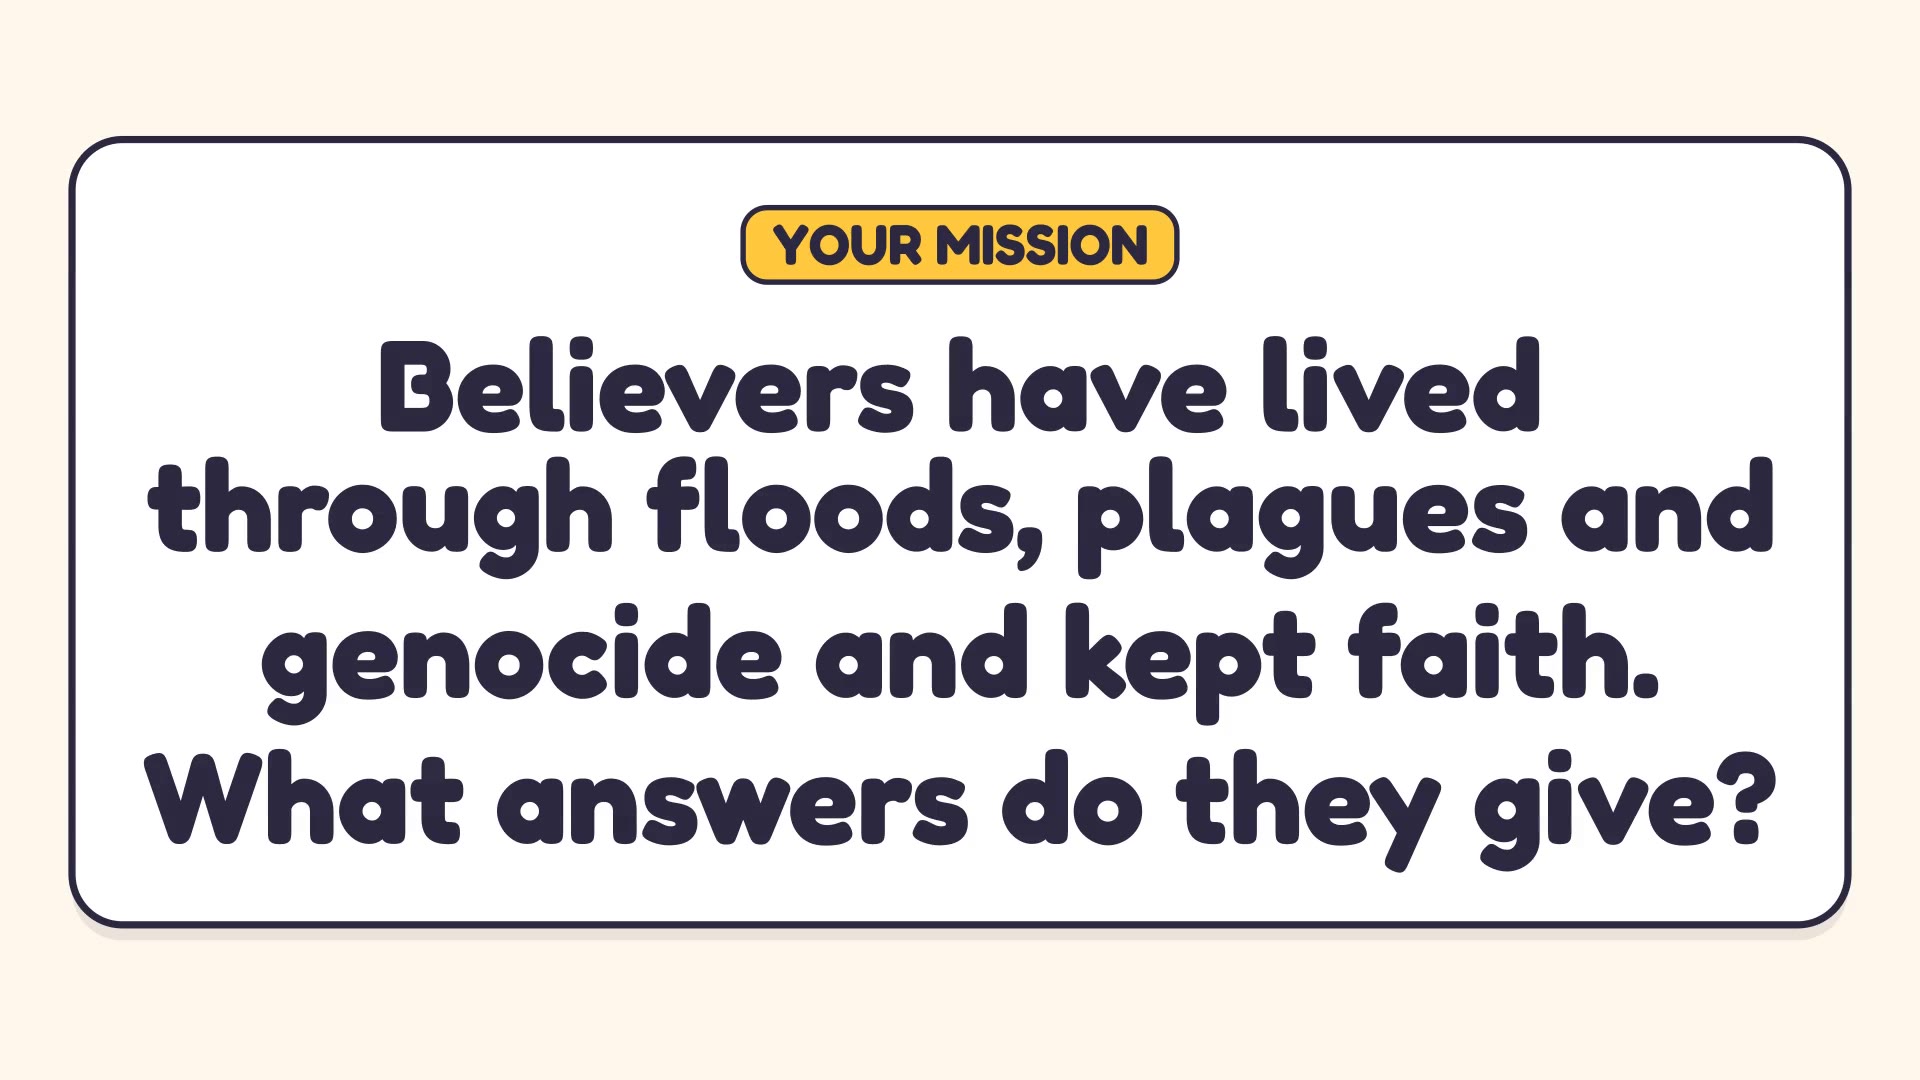 YOUR MISSION
Believers have lived
through floods, plagues and
genocide and kept faith.
What answers do they give?